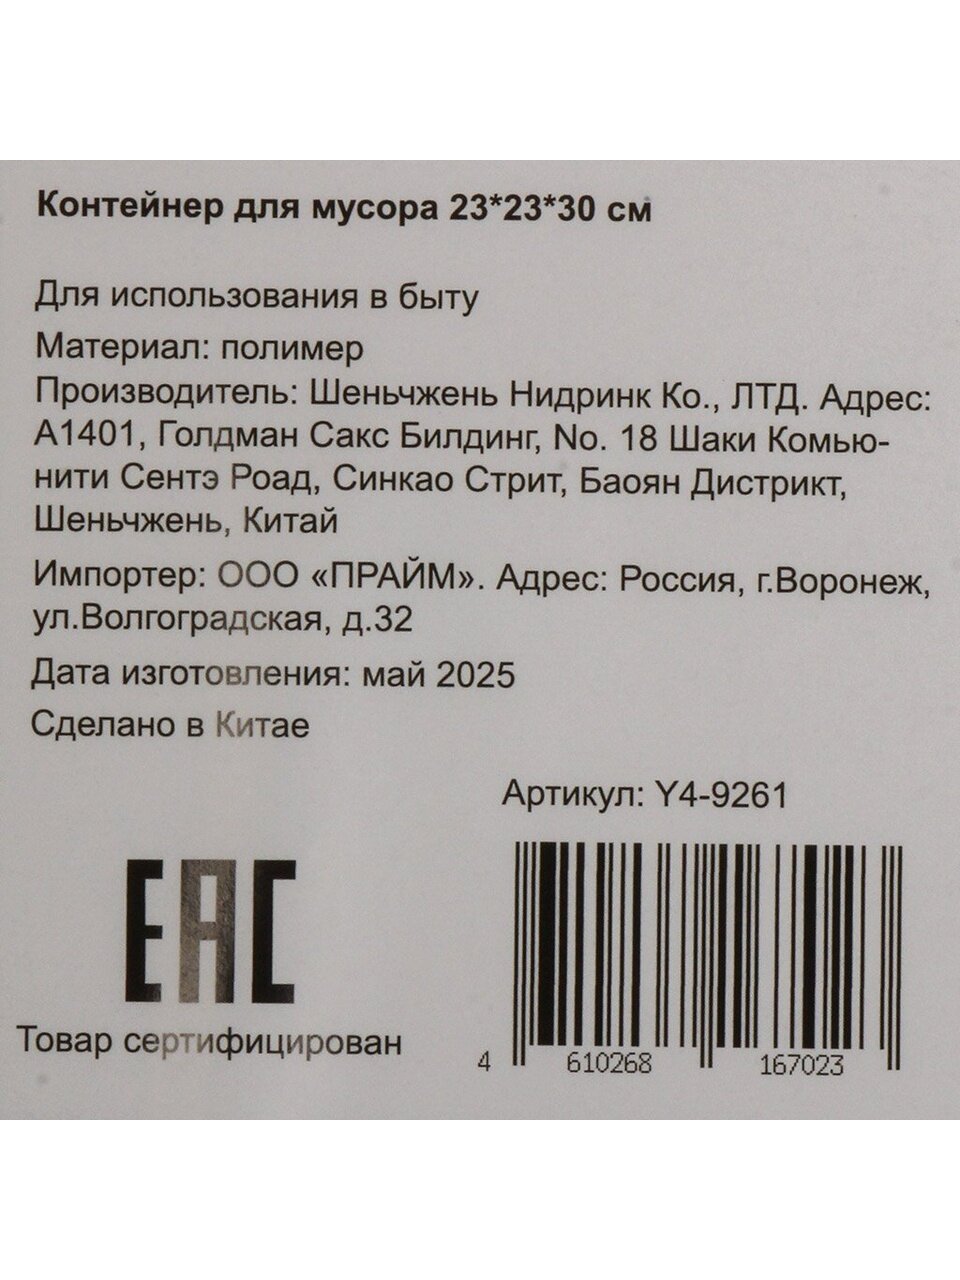 Контейнер для мусора 23*23*30 см
Для использования в быту
Материал: полимер
Производитель: Шеньчжень Нидринк Ко., ЛТД. Адрес:
А1401, Голдман Сакс Билдинг, No. 18 Шаки Комью-
нити Сентэ Роад, Синкао Стрит, Баоян Дистрикт,
Шеньчжень, Китай
Импортер: ООО «ПРАЙМ». Адрес: Россия, г.Воронеж,
ул.Волгоградская, д.32
Дата изготовления: май 2025
Сделано в Китае
Артикул: Y4-9261
EAC
Товар сертифицирован
4 610268 167023